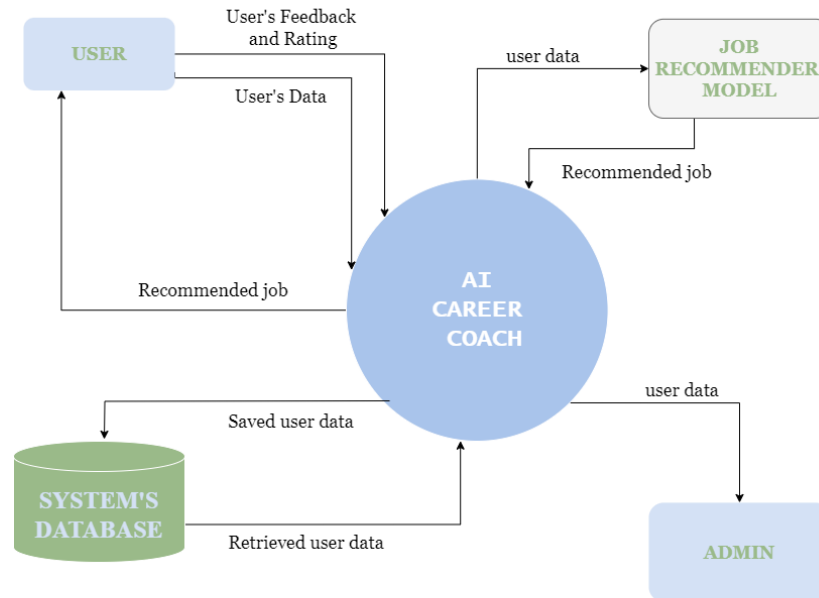 User's Feedback
and Rating
USER
User's Data
user data
JOB
RECOMMENDER
MODEL
Recommended job
AI
CAREER
COACH
Recommended job
user data
Saved user data
SYSTEM'S
DATABASE
Retrieved user data
ADMIN